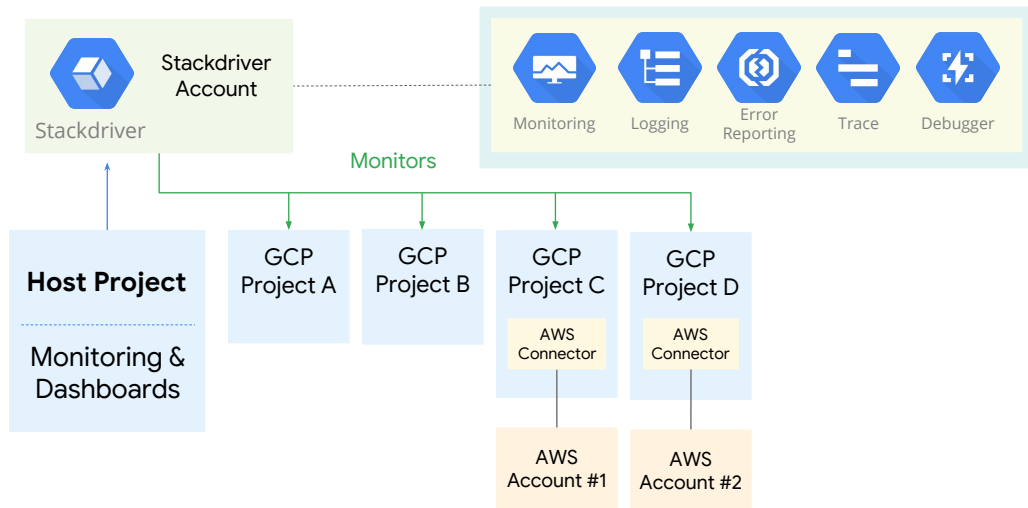 Stackdriver
Account
Stackdriver
Monitoring
Logging
Error
Reporting
Trace
Debugger
Monitors
Host Project
Monitoring &
Dashboards
GCP
Project A
GCP
Project B
GCP
Project C
AWS
Connector
AWS
Account #1
GCP
Project D
AWS
Connector
AWS
Account #2